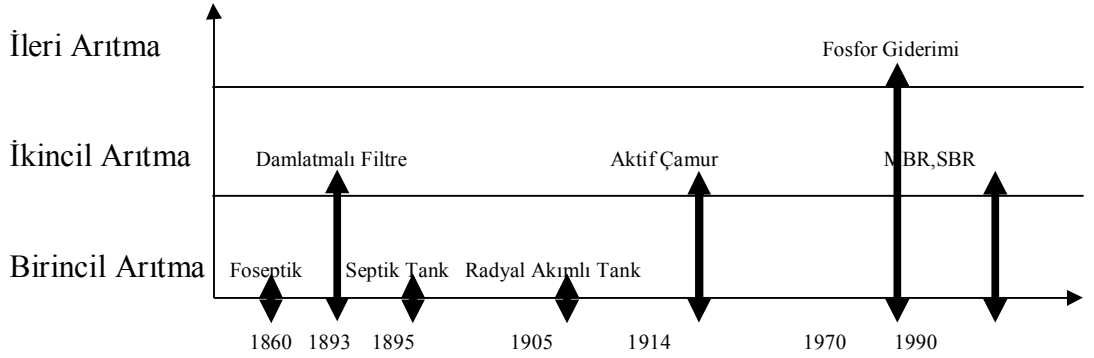 İleri Arıtma
Fosfor Giderimi
İkincil Arıtma
Damlatmalı Filtre
Aktif Çamur
MBR,SBR
Birincil Arıtma
Foseptik
Septik Tank
Radyal Akımlı Tank
1860 1893 1895 1905 1914 1970 1990